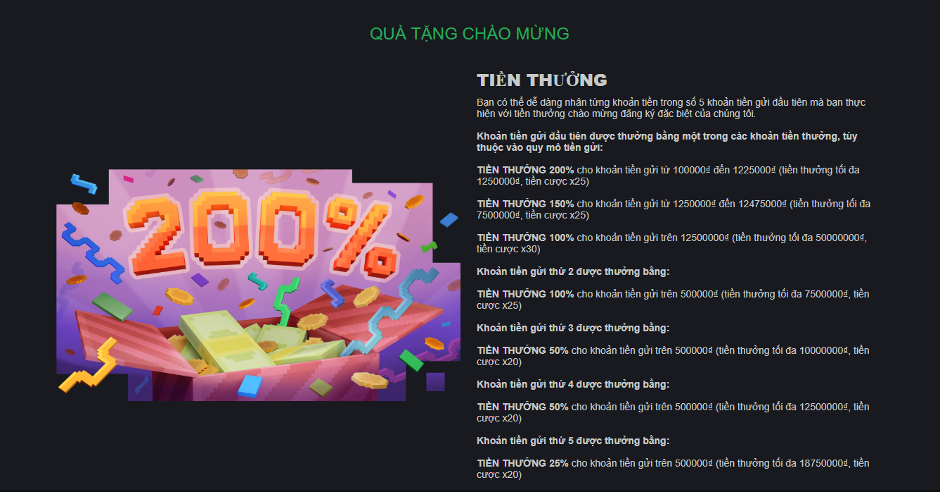 QUÀ TẶNG CHÀO MỪNG
TIỀN THƯỞNG
Bạn có thể dễ dàng nhân từng khoản tiền trong số 5 khoản tiền gửi đầu tiên mà bạn thực
hiện với tiền thưởng chào mừng đăng ký đặc biệt của chúng tôi.
Khoản tiền gửi đầu tiên được thưởng bằng một trong các khoản tiền thưởng, tùy
thuộc vào quy mô tiền gửi:
200%
TIỀN THƯỞNG 200% cho khoản tiền gửi từ 100000₫ đến 1225000₫ (tiền thưởng tối đa
1250000₫, tiền cược x25)
TIỀN THƯỞNG 150% cho khoản tiền gửi từ 1250000₫ đến 12475000₫ (tiền thưởng tối đa
7500000₫, tiền cược x25)
TIỀN THƯỞNG 100% cho khoản tiền gửi trên 12500000₫ (tiền thưởng tối đa 50000000₫,
tiền cược x30)
Khoản tiền gửi thứ 2 được thưởng bằng:
TIỀN THƯỞNG 100% cho khoản tiền gửi trên 500000₫ (tiền thưởng tối đa 7500000₫, tiền
cược x25)
Khoản tiền gửi thứ 3 được thưởng bằng:
TIỀN THƯỞNG 50% cho khoản tiền gửi trên 500000₫ (tiền thưởng tối đa 10000000₫, tiền
cược x20)
Khoản tiền gửi thứ 4 được thưởng bằng:
TIỀN THƯỞNG 50% cho khoản tiền gửi trên 500000₫ (tiền thưởng tối đa 12500000₫, tiền
cược x20)
Khoản tiền gửi thứ 5 được thưởng bằng:
TIỀN THƯỞNG 25% cho khoản tiền gửi trên 500000₫ (tiền thưởng tối đa 18750000₫, tiền
cược x20)